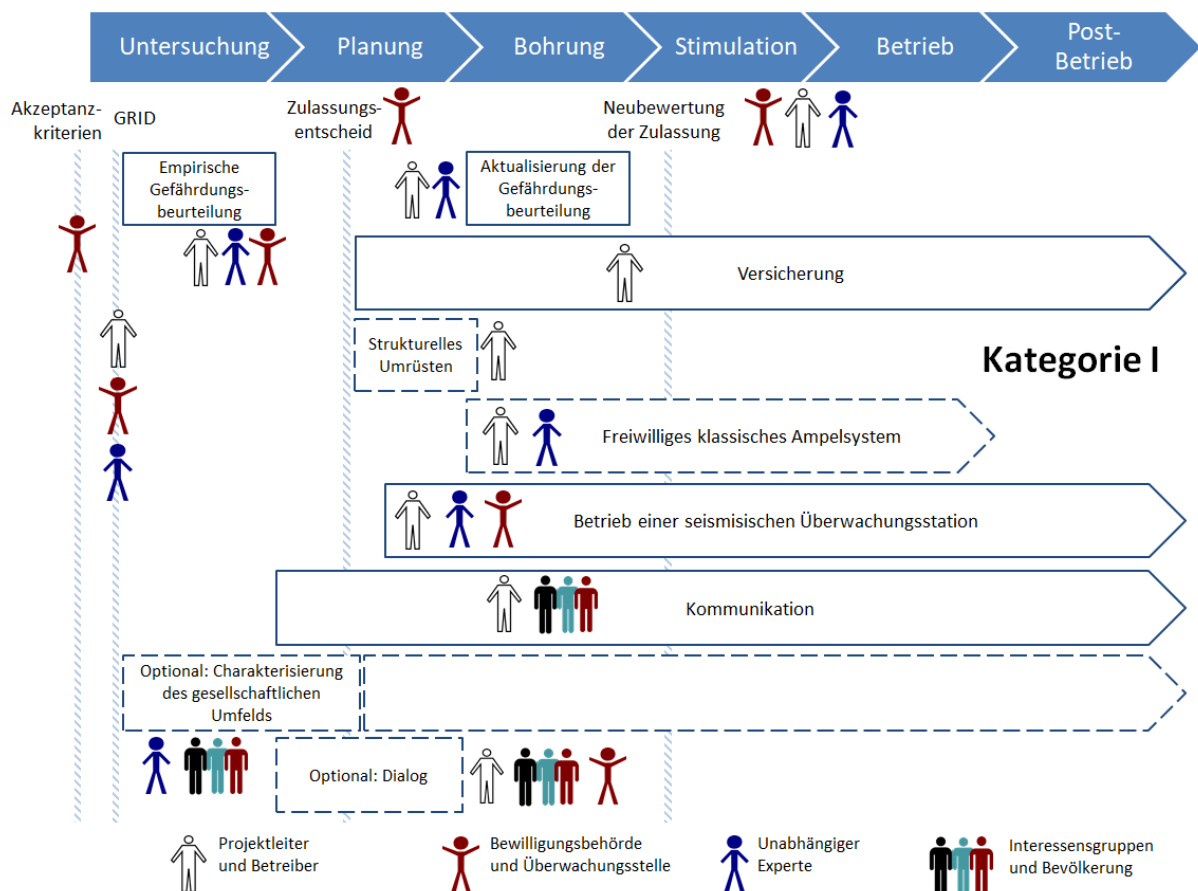 Untersuchung
Planung
Bohrung
Stimulation
Betrieb
Post-
Betrieb
Akzeptanz-
kriterien
GRID
Zulassungs-
entscheid
Neubewertung
der Zulassung
Empirische
Gefährdungs-
beurteilung
Aktualisierung der
Gefährdungs-
beurteilung
Versicherung
Strukturelles
Umrüsten
Kategorie I
Freiwilliges klassisches Ampelsystem
Betrieb einer seismisischen Überwachungsstation
Kommunikation
Optional: Charakterisierung
des gesellschaftlichen
Umfelds
Optional: Dialog
Projektleiter
und Betreiber
Bewilligungsbehörde
und Überwachungsstelle
Unabhängiger
Experte
Interessensgruppen
und Bevölkerung